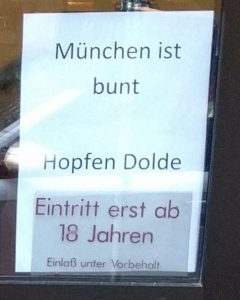 München ist
bunt
Hopfen Dolde
Eintritt erst ab
18 Jahren
Einlaß unter Vorbehalt